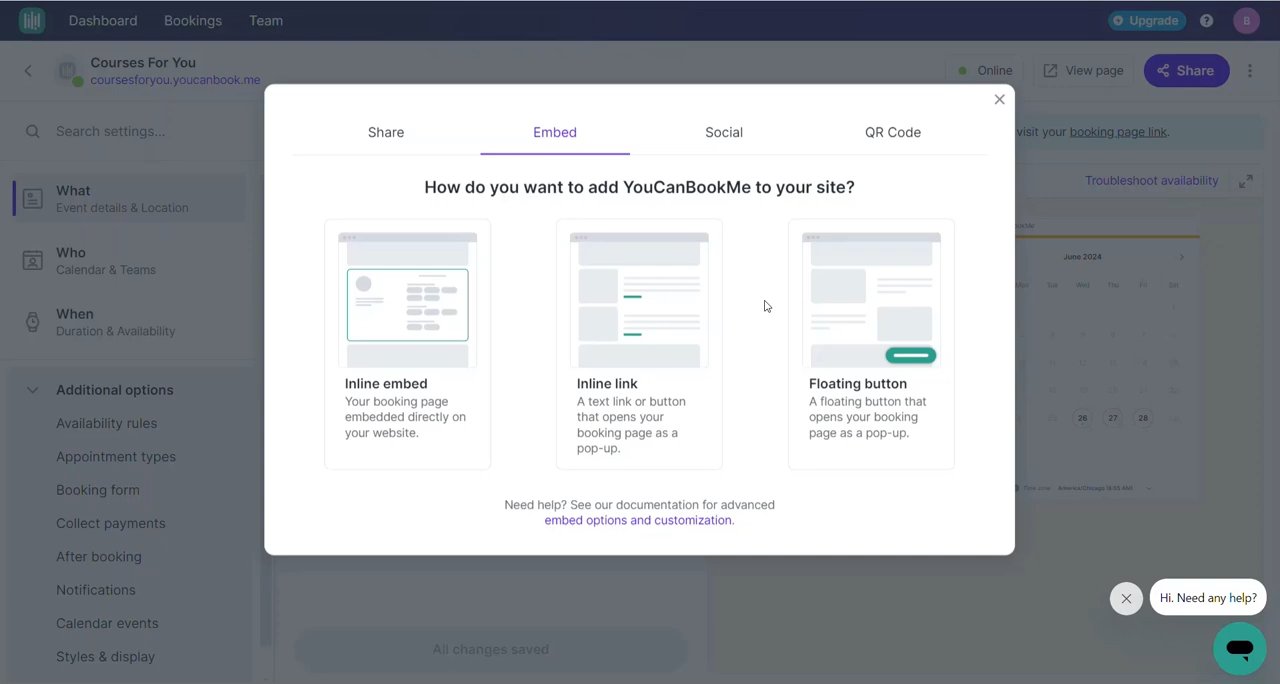 Dashboard
Bookings
Team
Upgrade
B
Courses For You
coursesforyou.youcanbook.me
Online
View page
Share
Search settings...
visit your booking page link.
Troubleshoot availability
What
Event details & Location
Who
Calendar & Teams
When
Duration & Availability
Additional options
Availability rules
Appointment types
Booking form
Collect payments
After booking
Notifications
Calendar events
Styles & display
Share
Embed
Social
QR Code
How do you want to add YouCanBookMe to your site?
Inline embed
Your booking page
embedded directly on
your website.
Inline link
A text link or button
that opens your
booking page as a
pop-up.
Floating button
A floating button that
opens your booking
page as a pop-up.
Need help? See our documentation for advanced
embed options and customization.
June 2024
Tue
Wed
Thu
Fri
Sat
26
27
28
All changes saved
Hi. Need any help?